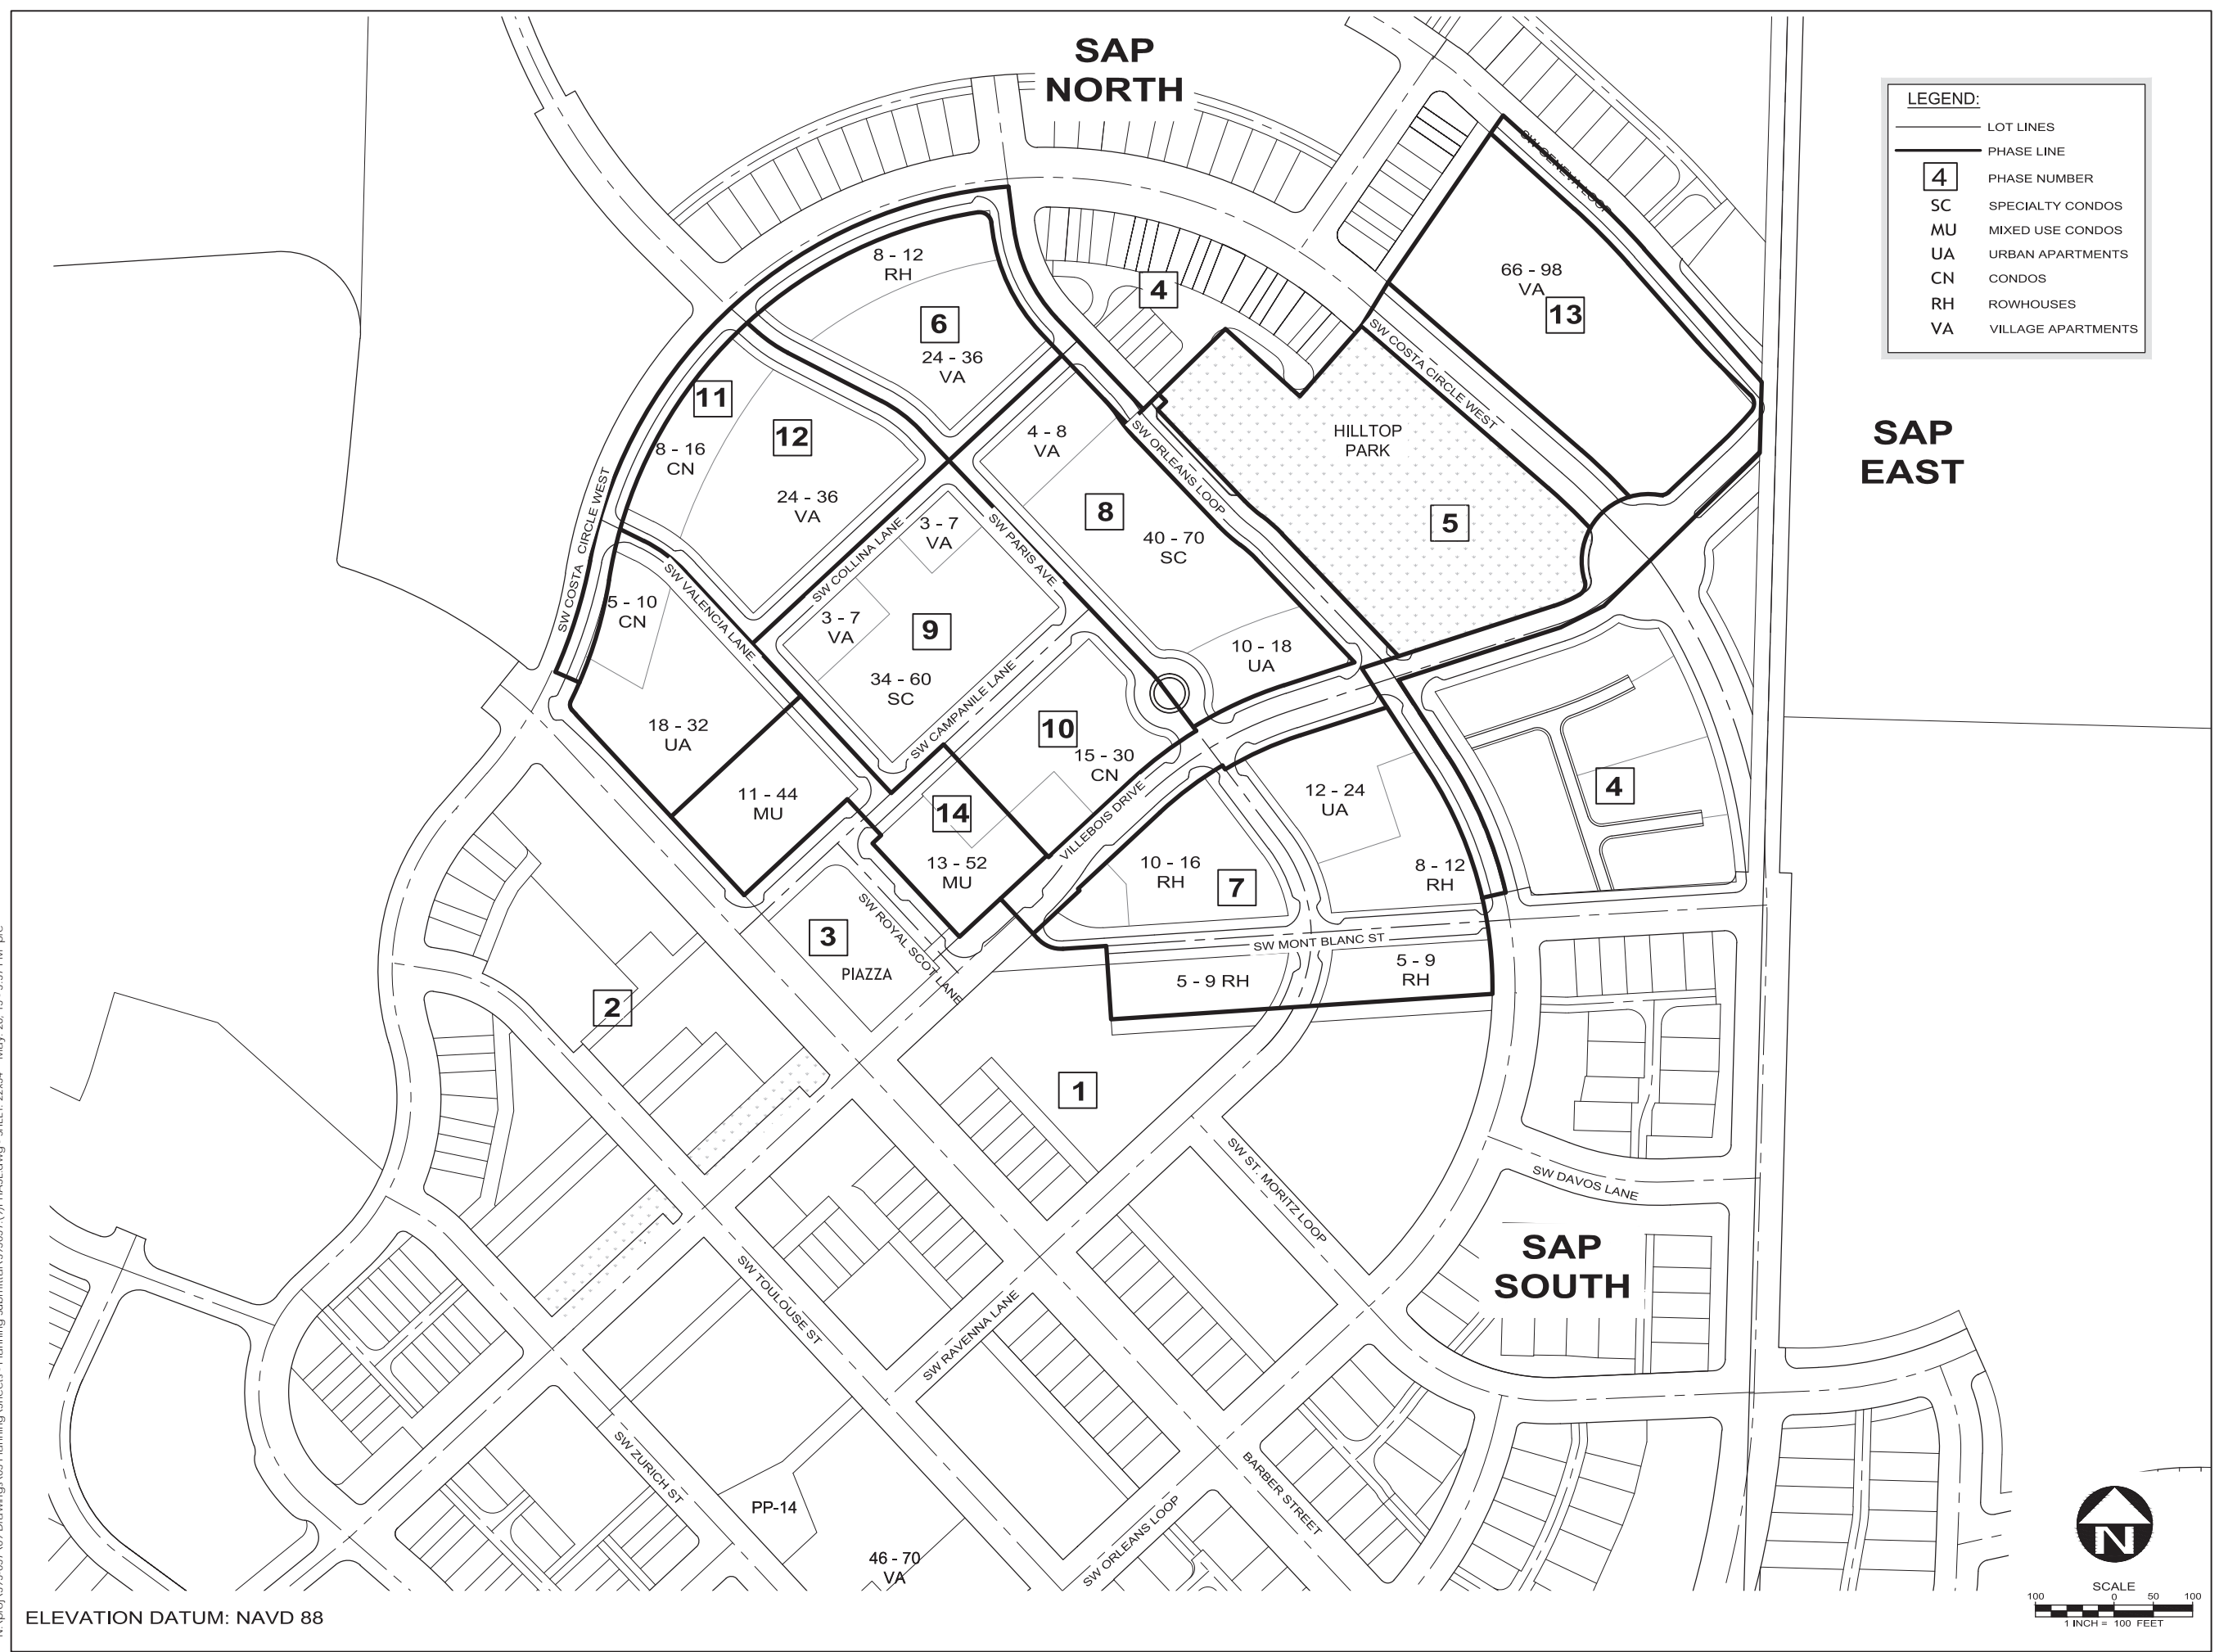 SAP
NORTH
LEGEND:
LOT LINES
PHASE LINE
4 PHASE NUMBER
SC SPECIALTY CONDOS
MU MIXED USE CONDOS
UA URBAN APARTMENTS
CN CONDOS
RH ROWHOUSES
VA VILLAGE APARTMENTS
SW GENEVA LOOP
8 - 12
RH
6
24 - 36
VA
4
66 - 98
VA
13
SW COSTA CIRCLE WEST
11
8 - 16
CN
12
24 - 36
VA
SW COSTA CIRCLE WEST
4 - 8
VA
SW ORLEANS LOOP
HILLTOP
PARK
5
SAP
EAST
8
40 - 70
SC
10 - 18
UA
SW COLLINA LANE
3 - 7
VA
SW PARIS AVE
5 - 10
CN
SW VALENCIA LANE
3 - 7
VA
9
34 - 60
SC
SW CAMPANILE LANE
18 - 32
UA
11 - 44
MU
10
15 - 30
CN
14
13 - 52
MU
VILLEBOIS DRIVE
12 - 24
UA
4
10 - 16
RH
7
8 - 12
RH
3
PIAZZA
SW ROYAL SCOT LANE
SW MONT BLANC ST
5 - 9 RH
5 - 9
RH
2
1
SW ST. MORITZ LOOP
SW DAVOS LANE
SAP
SOUTH
SW TOULOUSE ST
SW RAVENNA LANE
SW ZURICH ST
BARBER STREET
PP-14
46 - 70
VA
SW ORLEANS LOOP
N
SCALE
100 0 50 100
1 INCH = 100 FEET
ELEVATION DATUM: NAVD 88